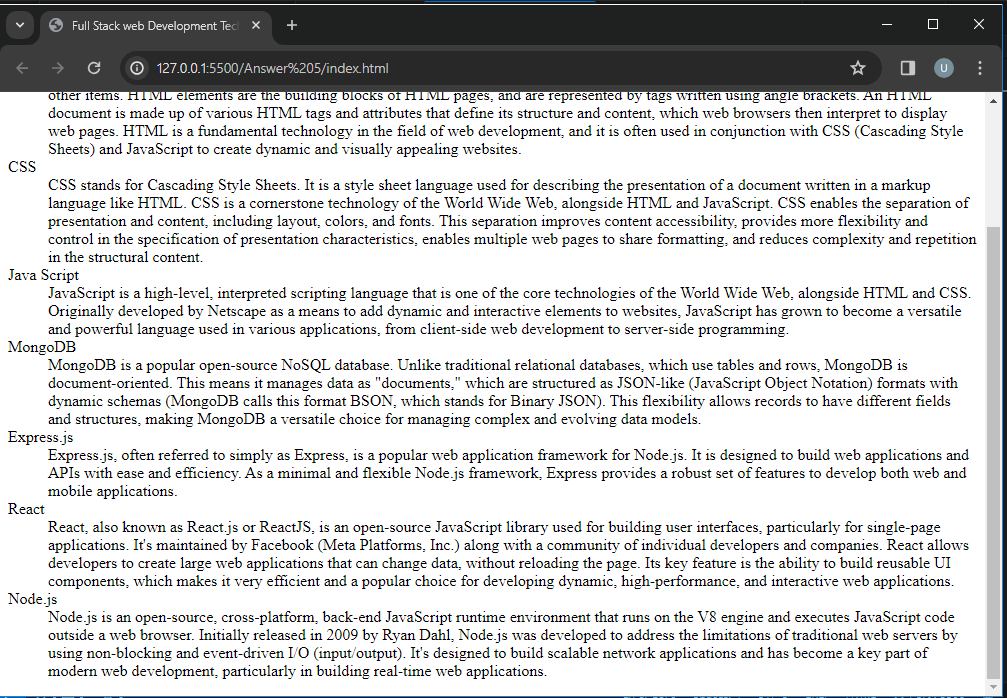 Full Stack web Development Tec
127.0.0.1:5500/Answer%205/index.html
U
other items. HTML elements are the building blocks of HTML pages, and are represented by tags written using angle brackets. An HTML
document is made up of various HTML tags and attributes that define its structure and content, which web browsers then interpret to display
web pages. HTML is a fundamental technology in the field of web development, and it is often used in conjunction with CSS (Cascading Style
Sheets) and JavaScript to create dynamic and visually appealing websites.
CSS
CSS stands for Cascading Style Sheets. It is a style sheet language used for describing the presentation of a document written in a markup
language like HTML. CSS is a cornerstone technology of the World Wide Web, alongside HTML and JavaScript. CSS enables the separation of
presentation and content, including layout, colors, and fonts. This separation improves content accessibility, provides more flexibility and
control in the specification of presentation characteristics, enables multiple web pages to share formatting, and reduces complexity and repetition
in the structural content.
Java Script
JavaScript is a high-level, interpreted scripting language that is one of the core technologies of the World Wide Web, alongside HTML and CSS.
Originally developed by Netscape as a means to add dynamic and interactive elements to websites, JavaScript has grown to become a versatile
and powerful language used in various applications, from client-side web development to server-side programming.
MongoDB
MongoDB is a popular open-source NoSQL database. Unlike traditional relational databases, which use tables and rows, MongoDB is
document-oriented. This means it manages data as "documents," which are structured as JSON-like (JavaScript Object Notation) formats with
dynamic schemas (MongoDB calls this format BSON, which stands for Binary JSON). This flexibility allows records to have different fields
and structures, making MongoDB a versatile choice for managing complex and evolving data models.
Express.js
Express.js, often referred to simply as Express, is a popular web application framework for Node.js. It is designed to build web applications and
APIs with ease and efficiency. As a minimal and flexible Node.js framework, Express provides a robust set of features to develop both web and
mobile applications.
React
React, also known as React.js or ReactJS, is an open-source JavaScript library used for building user interfaces, particularly for single-page
applications. It's maintained by Facebook (Meta Platforms, Inc.) along with a community of individual developers and companies. React allows
developers to create large web applications that can change data, without reloading the page. Its key feature is the ability to build reusable UI
components, which makes it very efficient and a popular choice for developing dynamic, high-performance, and interactive web applications.
Node.js
Node.js is an open-source, cross-platform, back-end JavaScript runtime environment that runs on the V8 engine and executes JavaScript code
outside a web browser. Initially released in 2009 by Ryan Dahl, Node.js was developed to address the limitations of traditional web servers by
using non-blocking and event-driven I/O (input/output). It's designed to build scalable network applications and has become a key part of
modern web development, particularly in building real-time web applications.